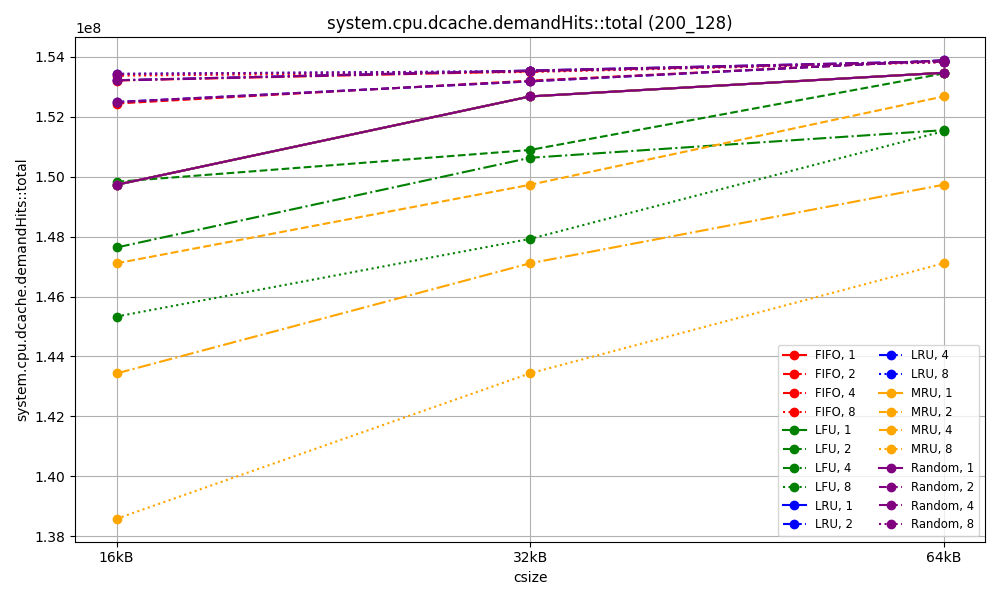 system.cpu.dcache.demandHits::total (200_128)
1e8
1.54
1.52
1.50
1.48
1.46
1.44
1.42
1.40
1.38
system.cpu.dcache.demandHits::total
16kB
32kB
64kB
csize
FIFO, 1
FIFO, 2
FIFO, 4
FIFO, 8
LFU, 1
LFU, 2
LFU, 4
LFU, 8
LRU, 1
LRU, 2
LRU, 4
LRU, 8
MRU, 1
MRU, 2
MRU, 4
MRU, 8
Random, 1
Random, 2
Random, 4
Random, 8